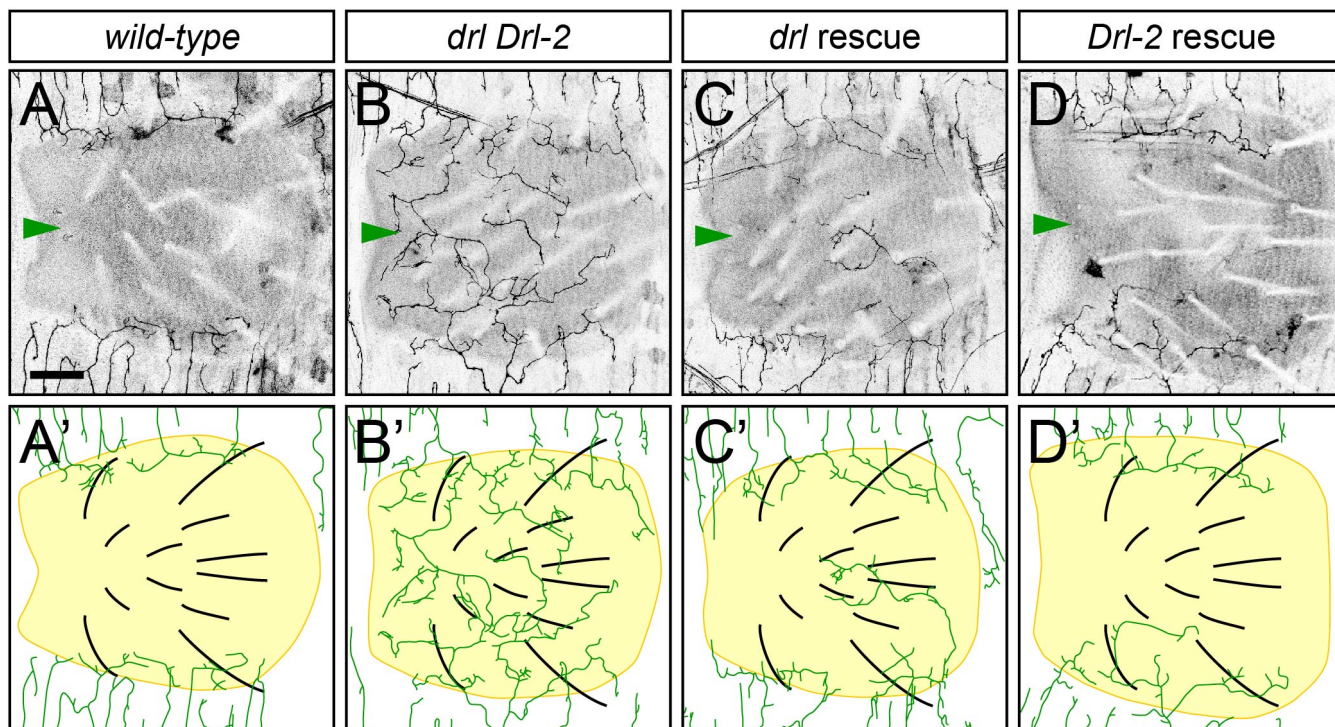 wild-type
drl Drl-2
drl rescue
Drl-2 rescue
A
B
C
D
A’
B’
C’
D’